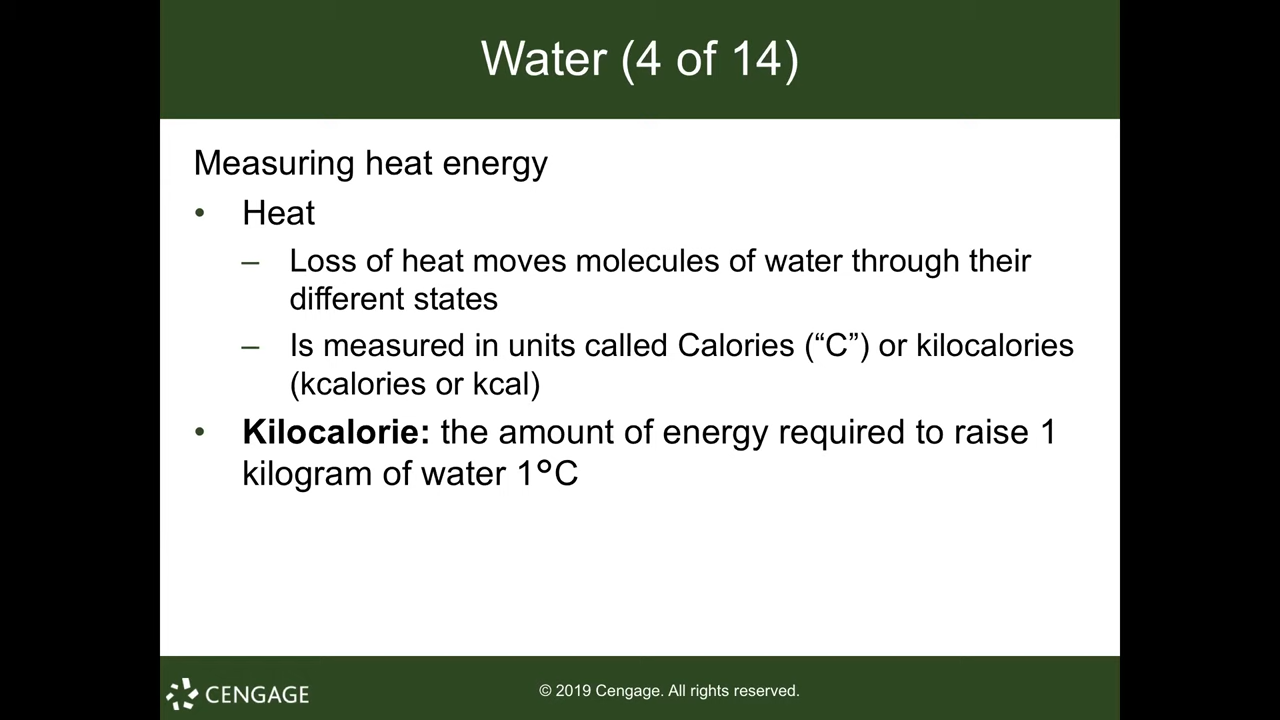 Water (4 of 14)
Measuring heat energy
• Heat
– Loss of heat moves molecules of water through their
different states
– Is measured in units called Calories (“C”) or kilocalories
(kcalories or kcal)
• Kilocalorie: the amount of energy required to raise 1
kilogram of water 1°C
CENGAGE
© 2019 Cengage. All rights reserved.